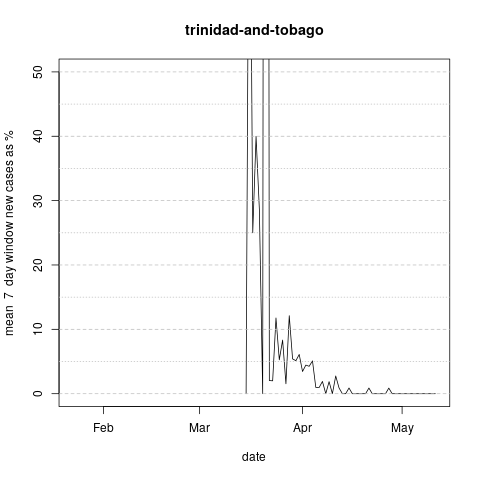 trinidad-and-tobago
mean 7 day window new cases as %
50
40
30
20
10
0
Feb
Mar
Apr
May
date